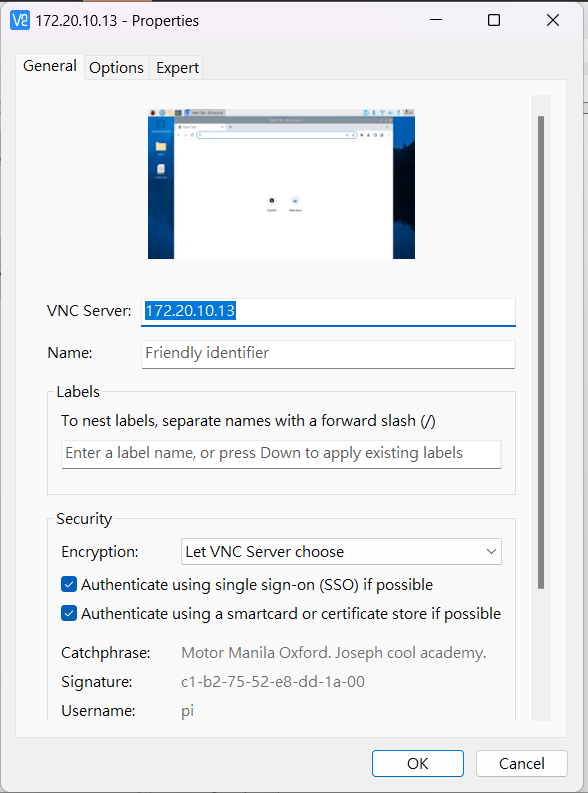 172.20.10.13 - Properties
General
Options
Expert
VNC Server: 172.20.10.13
Name: Friendly identifier
Labels
To nest labels, separate names with a forward slash (/)
Enter a label name, or press Down to apply existing labels
Security
Encryption: Let VNC Server choose
Authenticate using single sign-on (SSO) if possible
Authenticate using a smartcard or certificate store if possible
Catchphrase: Motor Manila Oxford. Joseph cool academy.
Signature: c1-b2-75-52-e8-dd-1a-00
Username: pi
OK
Cancel